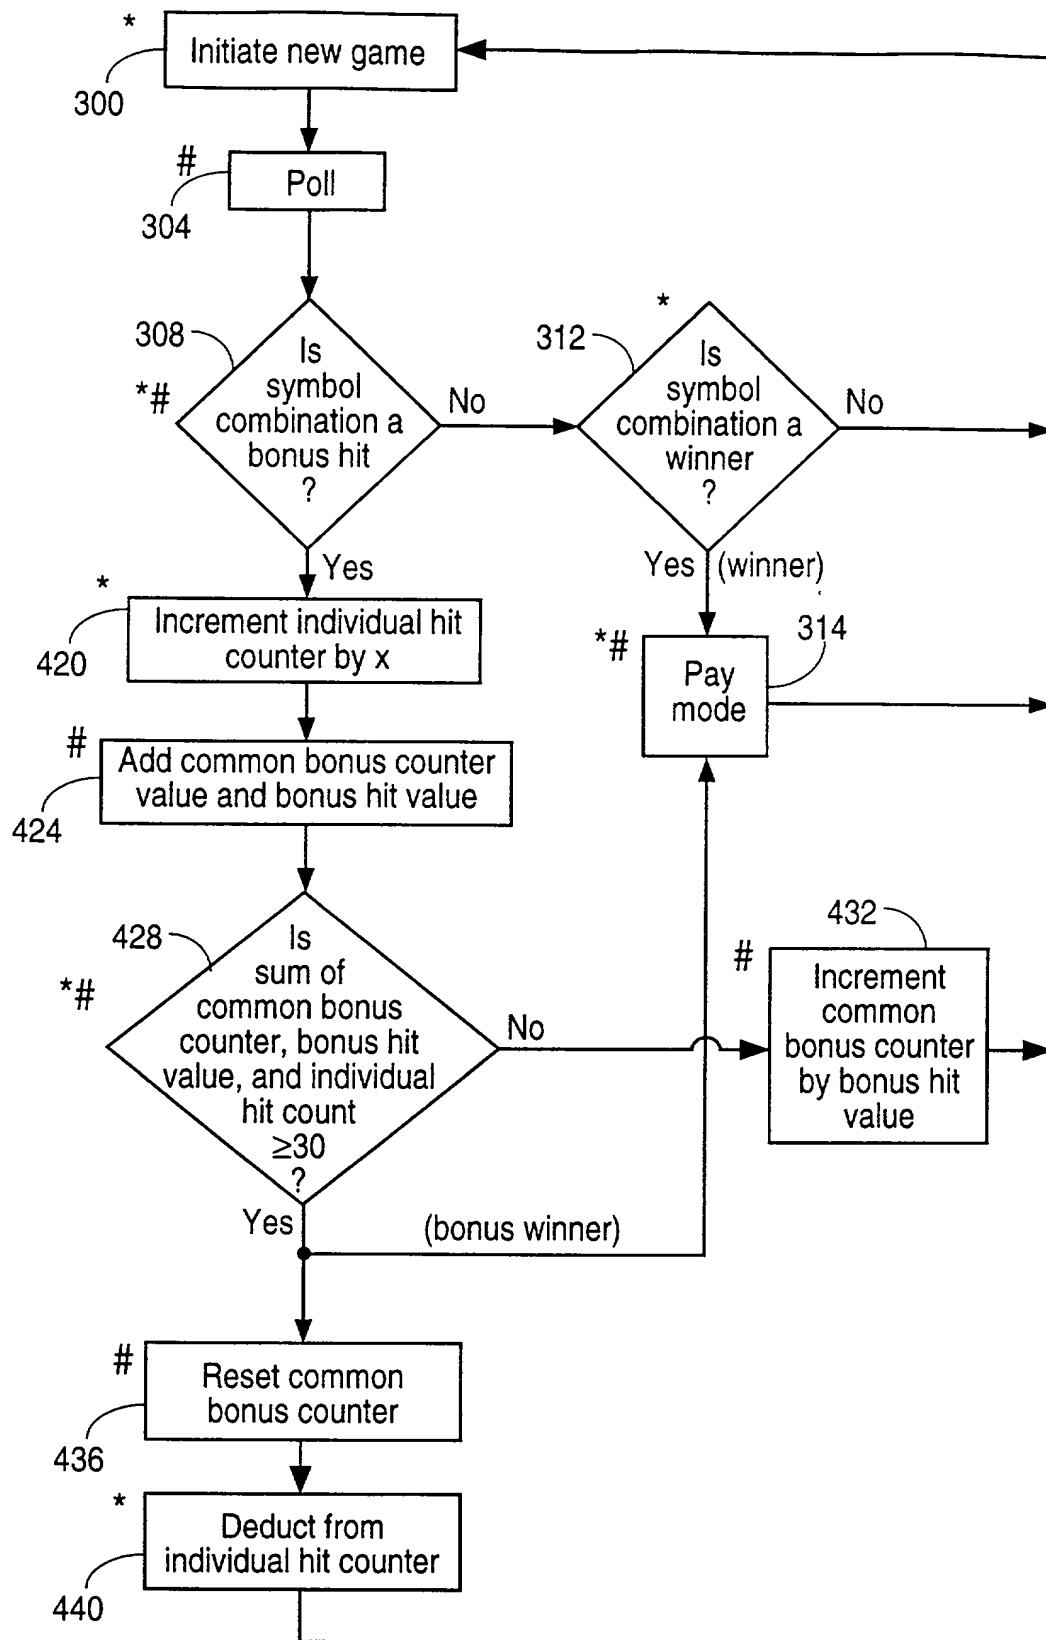 *
Initiate new game
300
#
Poll
304
308
*#
Is
symbol
combination a
bonus hit
?
No
Yes
*
312
Is
symbol
combination a
winner
?
No
Yes (winner)
*
420
Increment individual hit
counter by x
*#
314
Pay
mode
#
424
Add common bonus counter
value and bonus hit value
428
*#
Is
sum of
common bonus
counter, bonus hit
value, and individual
hit count
≥30
?
No
Yes
(bonus winner)
432
#
Increment
common
bonus counter
by bonus hit
value
#
Reset common
bonus counter
436
*
Deduct from
individual hit counter
440